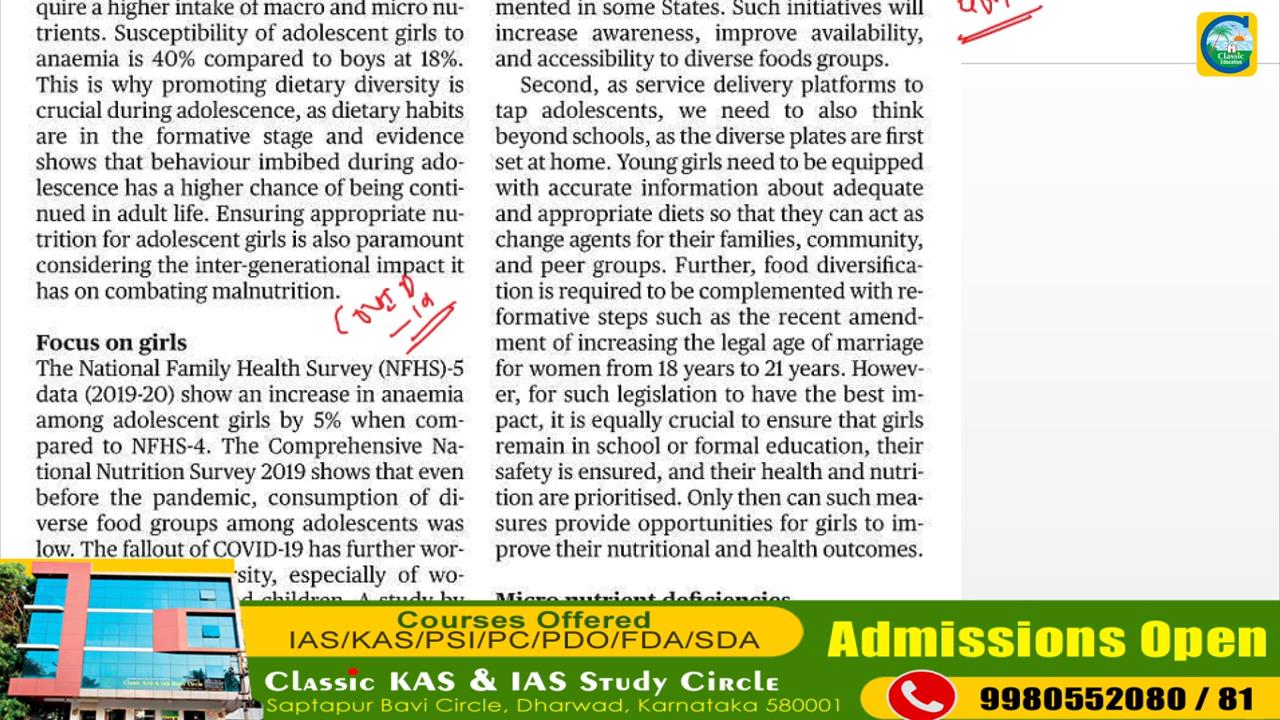 quire a higher intake of macro and micro nu-
trients. Susceptibility of adolescent girls to
anaemia is 40% compared to boys at 18%.
This is why promoting dietary diversity is
crucial during adolescence, as dietary habits
are in the formative stage and evidence
shows that behaviour imbibed during ado-
lescence has a higher chance of being conti-
nued in adult life. Ensuring appropriate nu-
trition for adolescent girls is also paramount
considering the inter-generational impact it
has on combating malnutrition.
COVID
-19
Focus on girls
The National Family Health Survey (NFHS)-5
data (2019-20) show an increase in anaemia
among adolescent girls by 5% when com-
pared to NFHS-4. The Comprehensive Na-
tional Nutrition Survey 2019 shows that even
before the pandemic, consumption of di-
verse food groups among adolescents was
low. The fallout of COVID-19 has further wor-
sity, especially of wo-
d children. A study by
mented in some States. Such initiatives will
increase awareness, improve availability,
and accessibility to diverse foods groups.
Second, as service delivery platforms to
tap adolescents, we need to also think
beyond schools, as the diverse plates are first
set at home. Young girls need to be equipped
with accurate information about adequate
and appropriate diets so that they can act as
change agents for their families, community,
and peer groups. Further, food diversifica-
tion is required to be complemented with re-
formative steps such as the recent amend-
ment of increasing the legal age of marriage
for women from 18 years to 21 years. Howev-
er, for such legislation to have the best im-
pact, it is equally crucial to ensure that girls
remain in school or formal education, their
safety is ensured, and their health and nutri-
tion are prioritised. Only then can such mea-
sures provide opportunities for girls to im-
prove their nutritional and health outcomes.
Micro nutrient deficiencies
Classic
Education
Courses Offered
IAS/KAS/PSI/PC/PDO/FDA/SDA
Classic KAS & IAS Study Circle
Saptapur Bavi Circle, Dharwad, Karnataka 580001
Admissions Open
9980552080 / 81